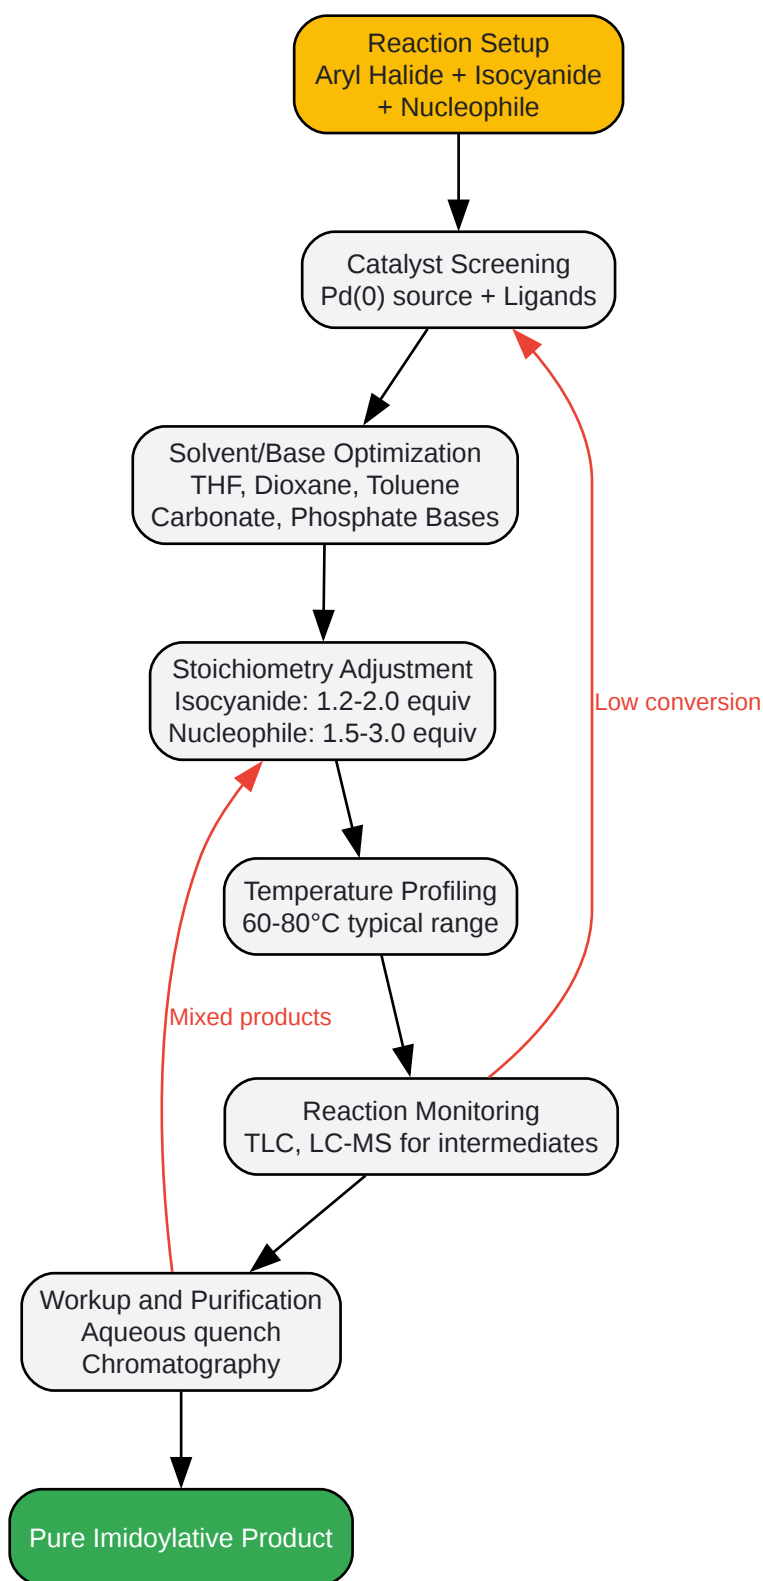 Reaction Setup
Aryl Halide + Isocyanide
+ Nucleophile
Catalyst Screening
Pd(0) source + Ligands
Solvent/Base Optimization
THF, Dioxane, Toluene
Carbonate, Phosphate Bases
Stoichiometry Adjustment
Isocyanide: 1.2-2.0 equiv
Nucleophile: 1.5-3.0 equiv
Low conversion
Temperature Profiling
60-80°C typical range
Mixed products
Reaction Monitoring
TLC, LC-MS for intermediates
Workup and Purification
Aqueous quench
Chromatography
Pure Imidoylative Product